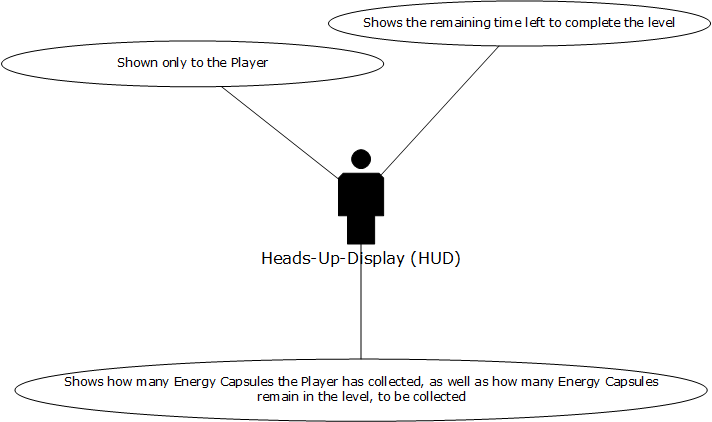 Shows the remaining time left to complete the level
Shown only to the Player
Heads-Up-Display (HUD)
Shows how many Energy Capsules the Player has collected, as well as how many Energy Capsules
remain in the level, to be collected